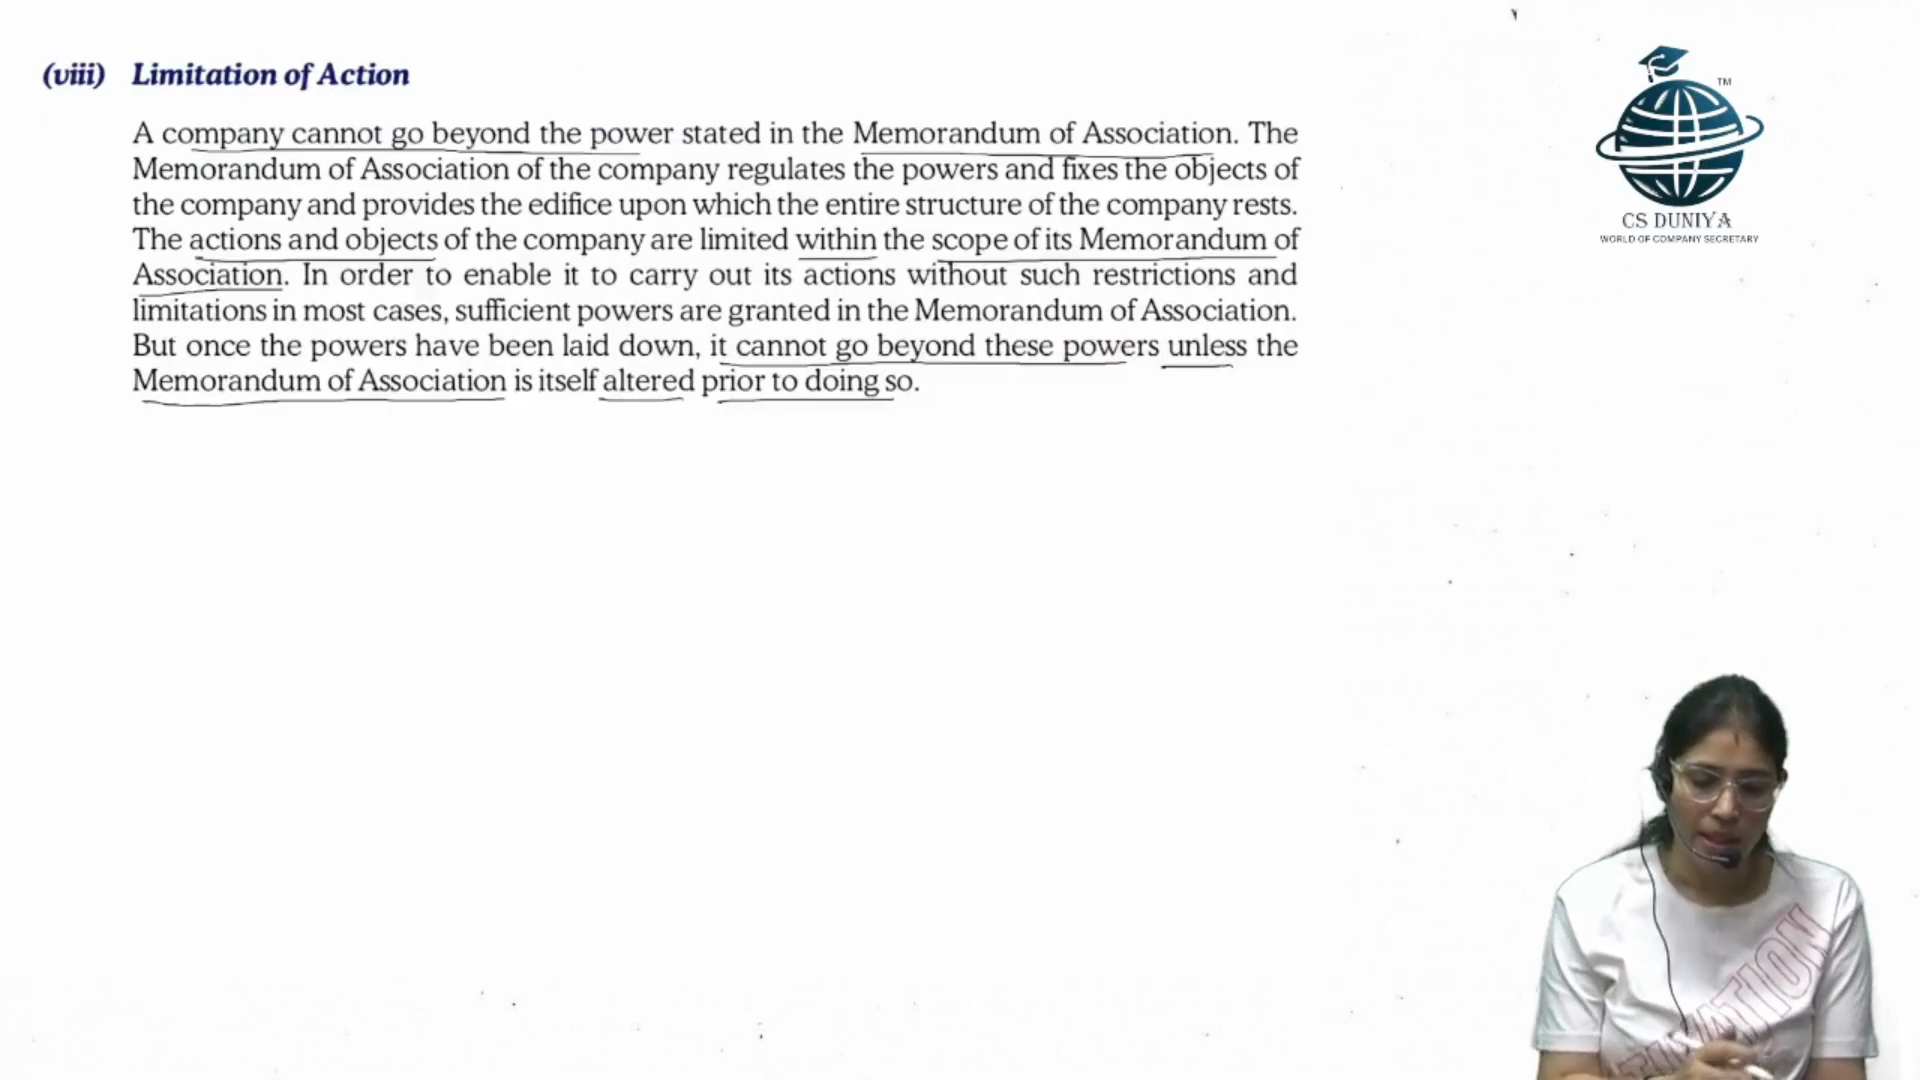 (viii) Limitation of Action
A company cannot go beyond the power stated in the Memorandum of Association. The
Memorandum of Association of the company regulates the powers and fixes the objects of
the company and provides the edifice upon which the entire structure of the company rests.
The actions and objects of the company are limited within the scope of its Memorandum of
Association. In order to enable it to carry out its actions without such restrictions and
limitations in most cases, sufficient powers are granted in the Memorandum of Association.
But once the powers have been laid down, it cannot go beyond these powers unless the
Memorandum of Association is itself altered prior to doing so.
TM
CS DUNIYA
WORLD OF COMPANY SECRETARY